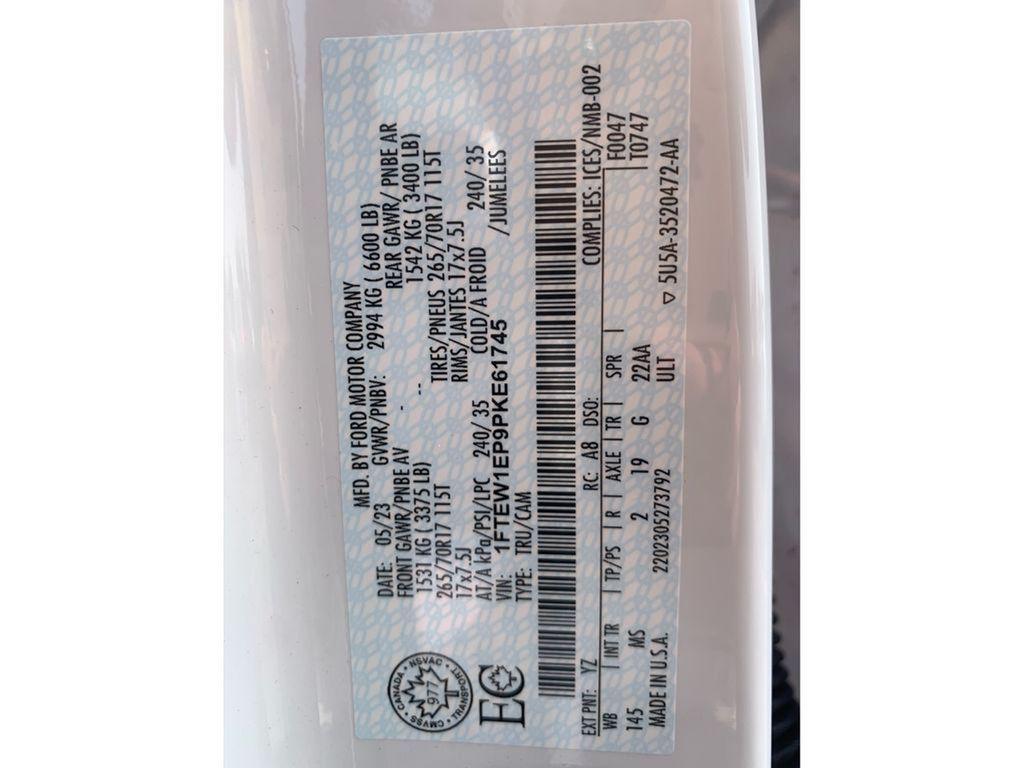 MFD. BY FORD MOTOR COMPANY
DATE: 05/23 GVWR/PNBV: 2994 KG ( 6600 LB)
FRONT GAWR/PNBE AV - REAR GAWR/ PNBE AR
1531 KG ( 3375 LB) -- 1542 KG ( 3400 LB)
265/70R17 115T TIRES/PNEUS 265/70R17 115T
17x7.5J RIMS/JANTES 17x7.5J
AT/A kPa/PSI/LPC 240/ 35 COLD/A FROID 240/ 35
VIN: 1FTEW1EP9PKE61745 /JUMELEES
TYPE: TRU/CAM
CMVSS • CANADA • NSVAC • TRANSPORT •
977
EC
EXT PNT: YZ RC: A8 DSO: COMPLIES: ICES/NMB-002
WB | INT TR | TP/PS | R | AXLE | TR | SPR | F0047
145 MS 2 19 G 22AA T0747
MADE IN U.S.A. 2202305273792 ULT
▽ 5U5A-3520472-AA